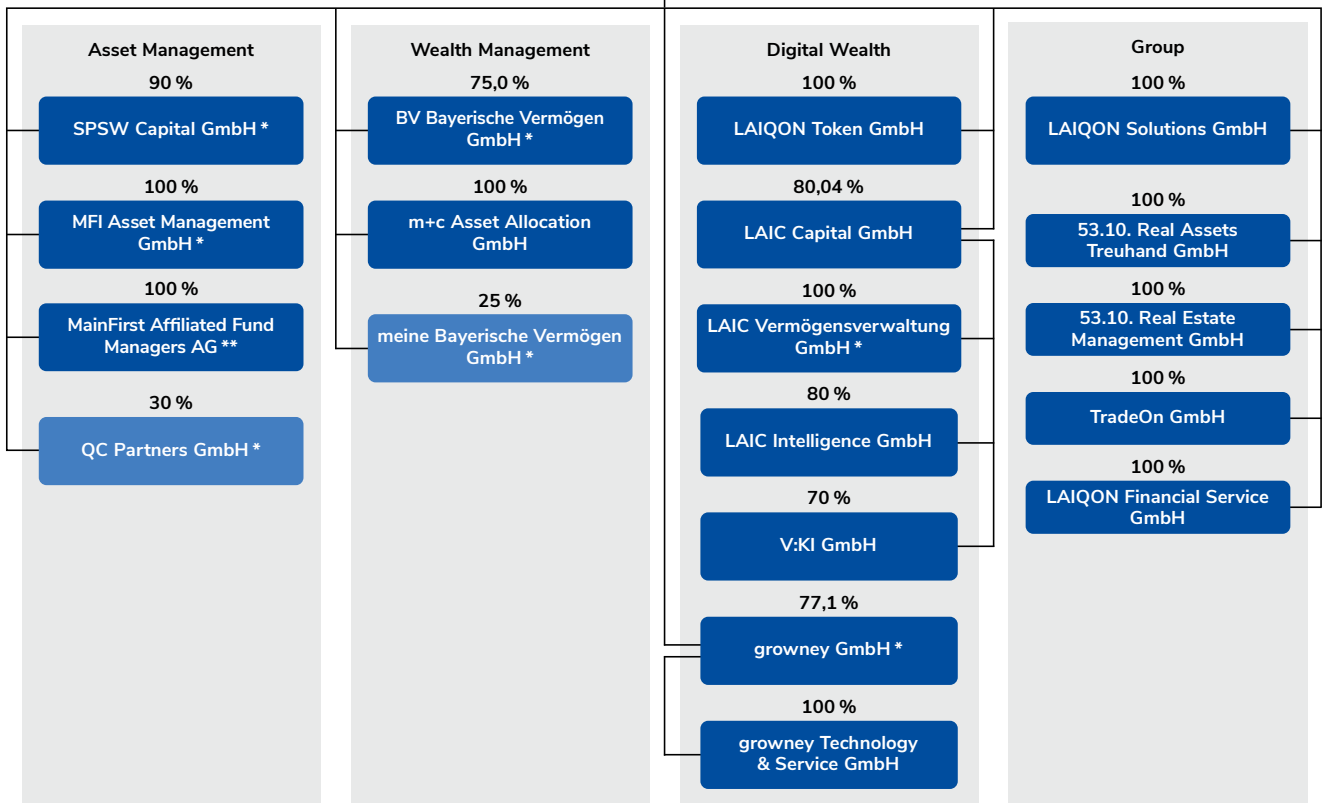 Asset Management
90 %
SPSW Capital GmbH *
100 %
MFI Asset Management
GmbH *
100 %
MainFirst Affiliated Fund
Managers AG **
30 %
QC Partners GmbH *
Wealth Management
75,0 %
BV Bayerische Vermögen
GmbH *
100 %
m+c Asset Allocation
GmbH
25 %
meine Bayerische Vermögen
GmbH *
Digital Wealth
100 %
LAIQON Token GmbH
80,04 %
LAIC Capital GmbH
100 %
LAIC Vermögensverwaltung
GmbH *
80 %
LAIC Intelligence GmbH
70 %
V:KI GmbH
77,1 %
growney GmbH *
100 %
growney Technology
& Service GmbH
Group
100 %
LAIQON Solutions GmbH
100 %
53.10. Real Assets
Treuhand GmbH
100 %
53.10. Real Estate
Management GmbH
100 %
TradeOn GmbH
100 %
LAIQON Financial Service
GmbH